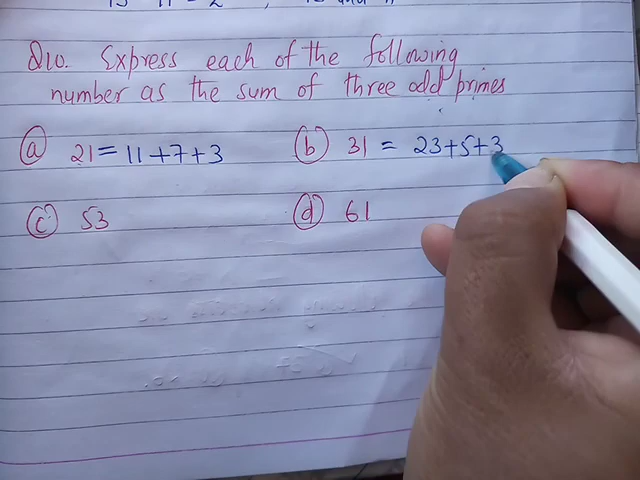 Q10. Express each of the following
number as the sum of three odd primes
(a) 21 = 11+7+3
(b) 31 = 23+5+3
(c) 53
(d) 61